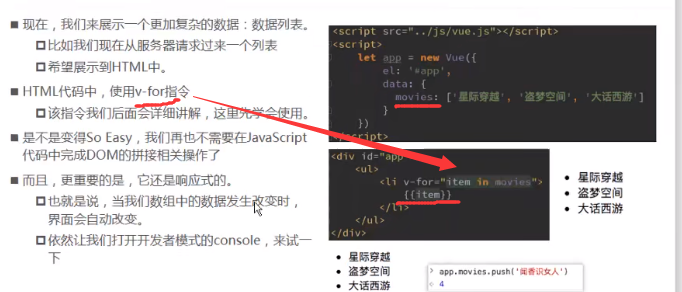 现在，我们来展示一个更加复杂的数据：数据列表。
比如我们现在从服务器请求过来一个列表
希望展示到HTML中。
HTML代码中，使用v-for指令
该指令我们后面会详细讲解，这里先学会使用。
是不是变得So Easy，我们再也不需要在JavaScript
代码中完成DOM的拼接相关操作了
而且，更重要的是，它还是响应式的。
也就是说，当我们数组中的数据发生改变时，
界面会自动改变。
依然让我们打开开发者模式的console，来试一
下
<script src="../js/vue.js"></script>
<script>
let app = new Vue({
el: '#app',
data: {
movies: ['星际穿越', '盗梦空间', '大话西游']
}
})
</script>
<div id="app
<ul>
<li v-for="item in movies">
{{item}}
</li>
</ul>
</div>
星际穿越
盗梦空间
大话西游
星际穿越
盗梦空间
大话西游
> app.movies.push('闻香识女人')
< 4